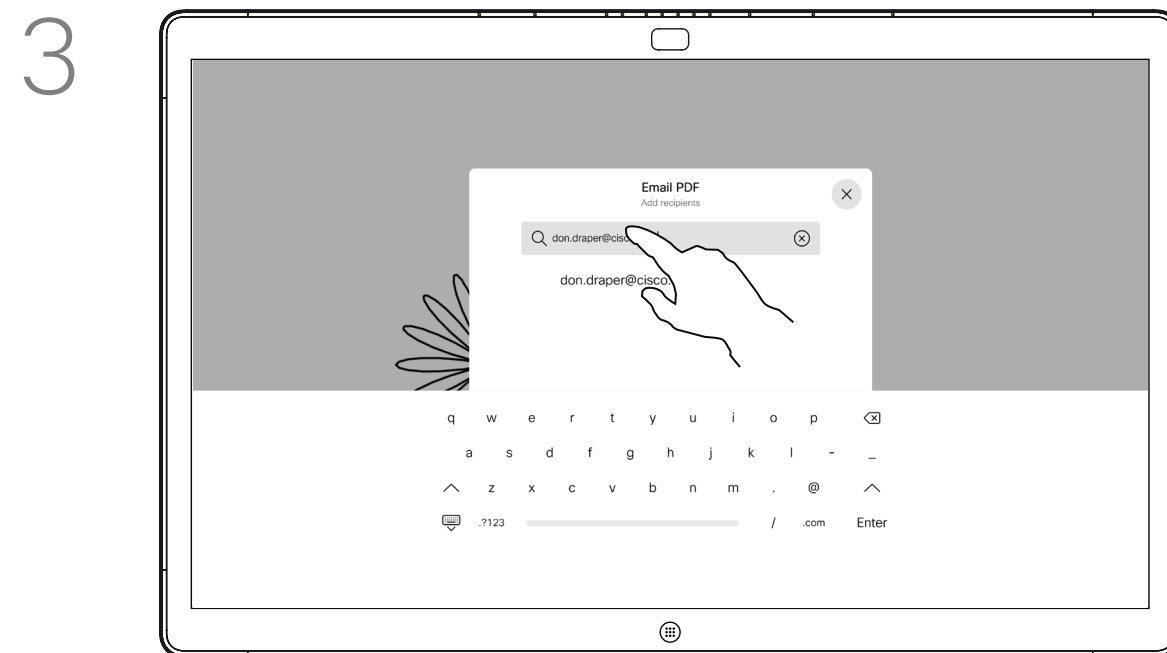 3
Email PDF
Add recipients
don.draper@cisco
don.draper@cisco.
q w e r t y u i o p
a s d f g h j k l - _
z x c v b n m . @
.?123 / .com Enter